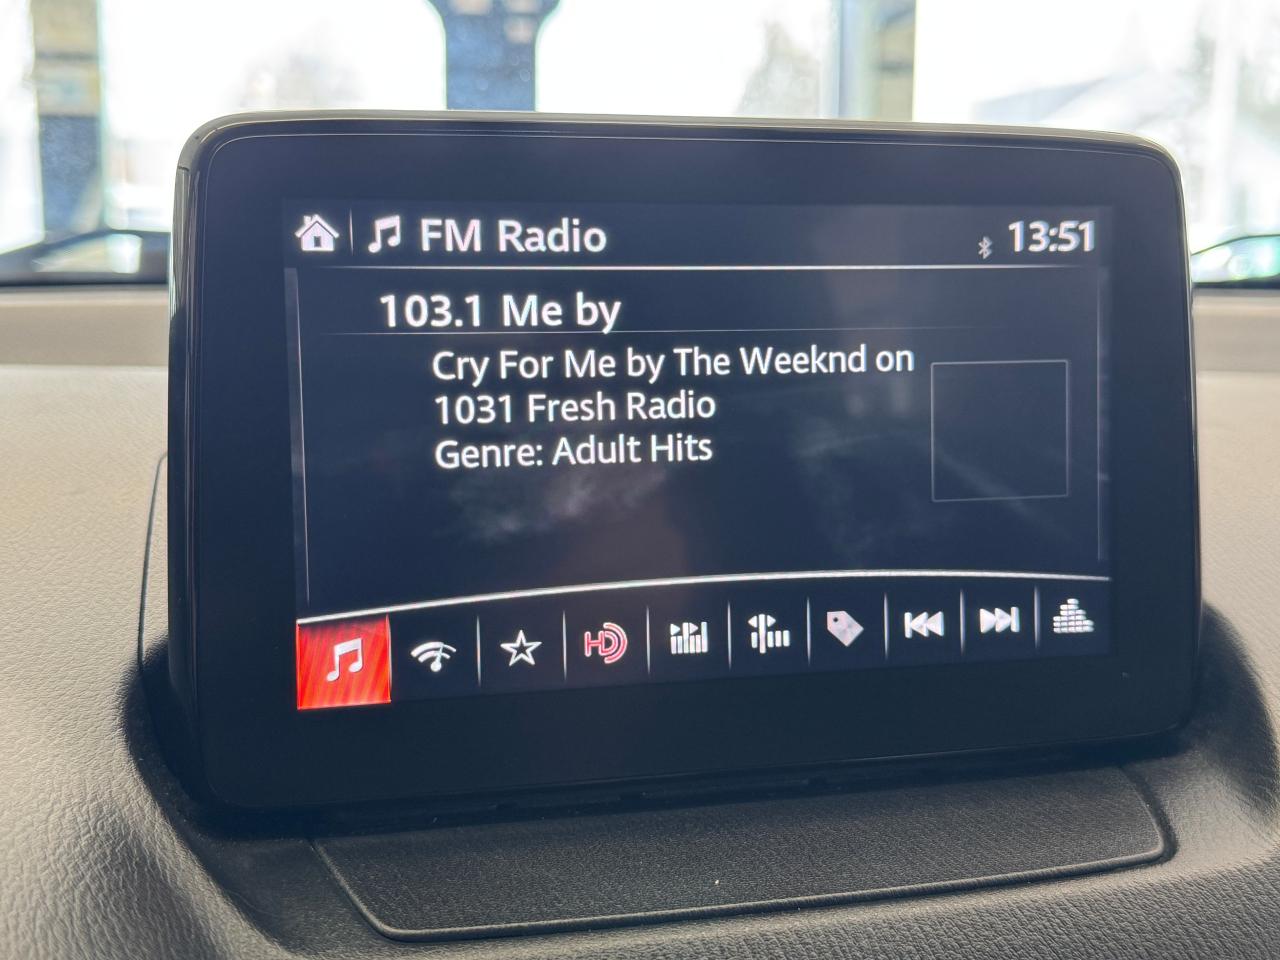 FM Radio
13:51
103.1 Me by
Cry For Me by The Weeknd on
1031 Fresh Radio
Genre: Adult Hits
HD